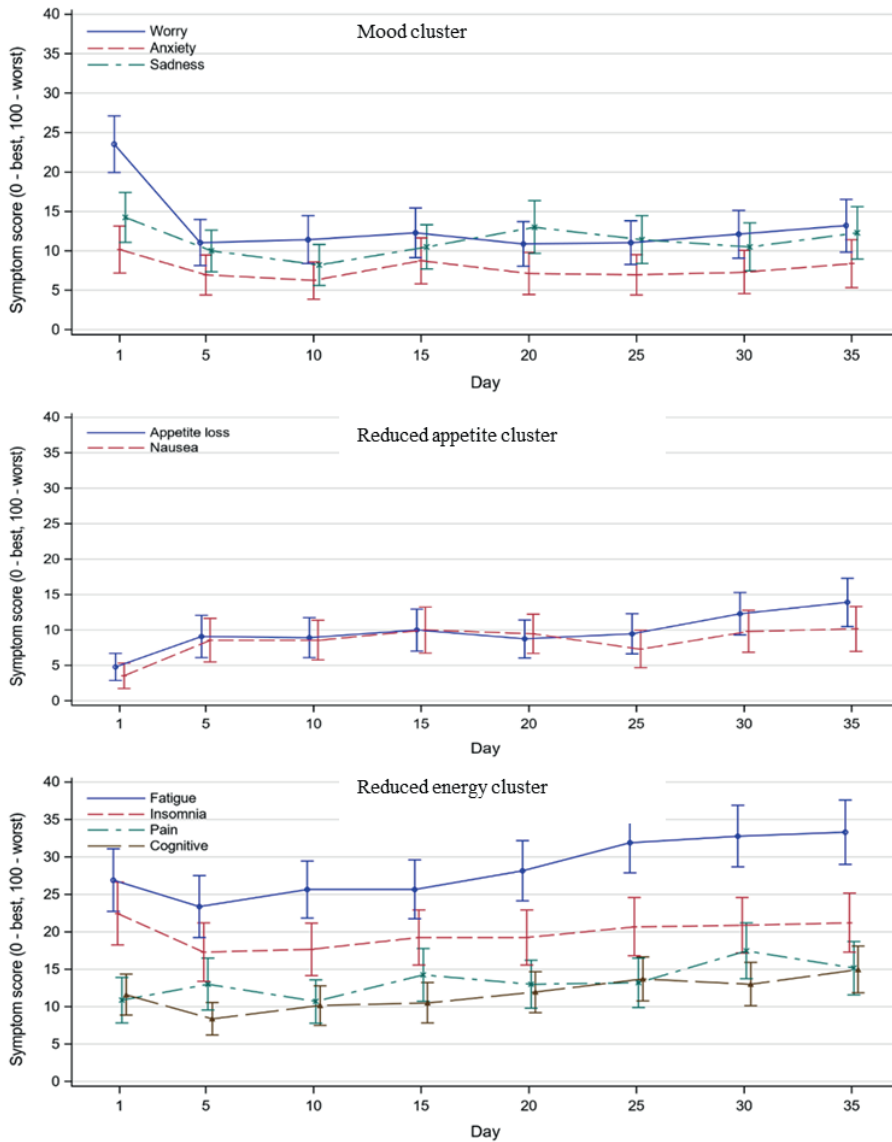 Mood cluster
Worry
Anxiety
Sadness
Symptom score (0 - best, 100 - worst)
40
35
30
25
20
15
10
5
0
1 5 10 15 20 25 30 35
Day
Reduced appetite cluster
Appetite loss
Nausea
Symptom score (0 - best, 100 - worst)
40
35
30
25
20
15
10
5
0
1 5 10 15 20 25 30 35
Day
Reduced energy cluster
Fatigue
Insomnia
Pain
Cognitive
Symptom score (0 - best, 100 - worst)
40
35
30
25
20
15
10
5
0
1 5 10 15 20 25 30 35
Day